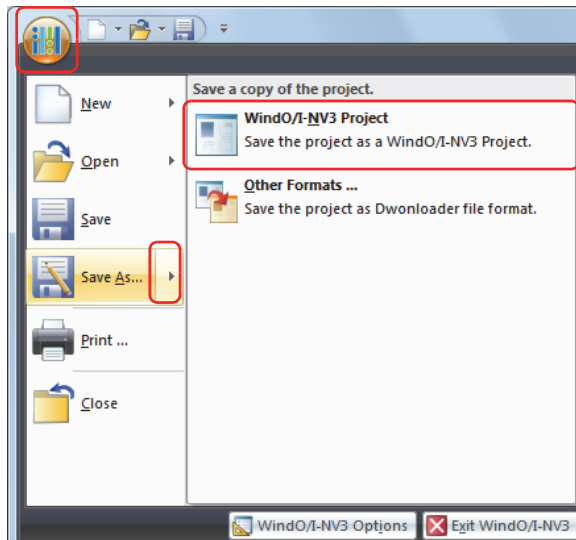 New
Open
Save
Save As...
Print ...
Close
Save a copy of the project.
WindO/I-NV3 Project
Save the project as a WindO/I-NV3 Project.
Other Formats ...
Save the project as Dwonloader file format.
WindO/I-NV3 Options
Exit WindO/I-NV3